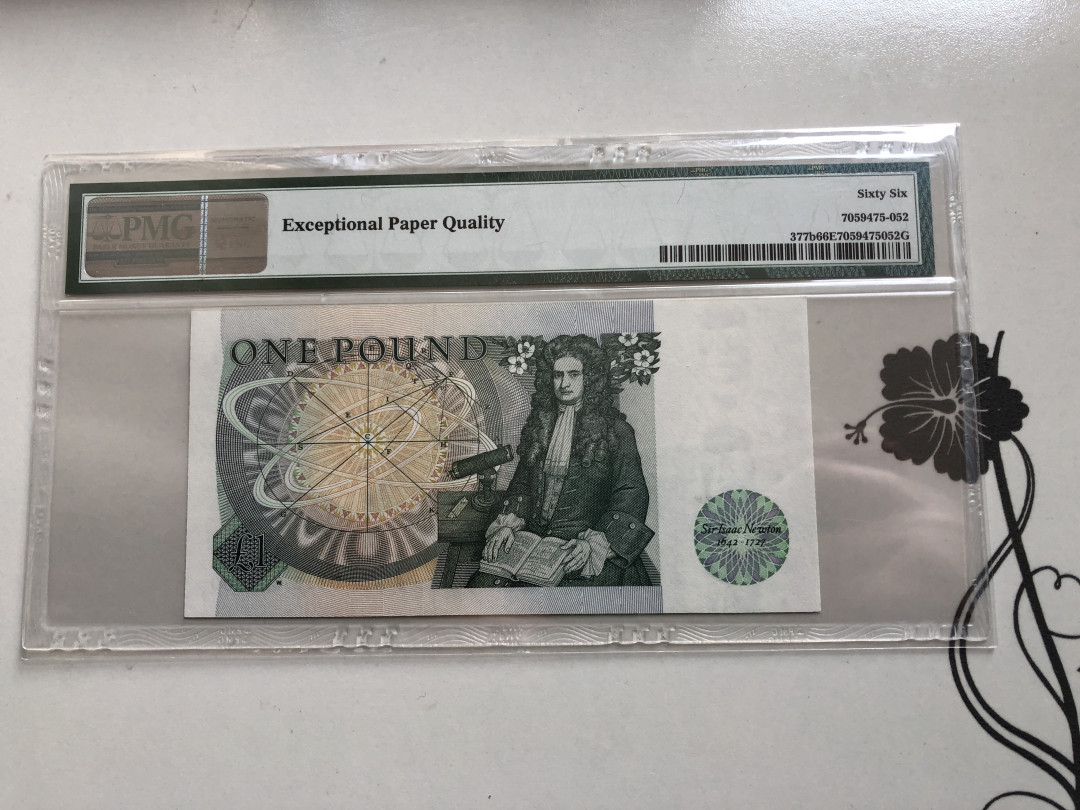 PMG
Exceptional Paper Quality
Sixty Six
7059475-052
377b66E7059475052G
ONE POUND
£1
Sir Isaac Newton
1642-1727